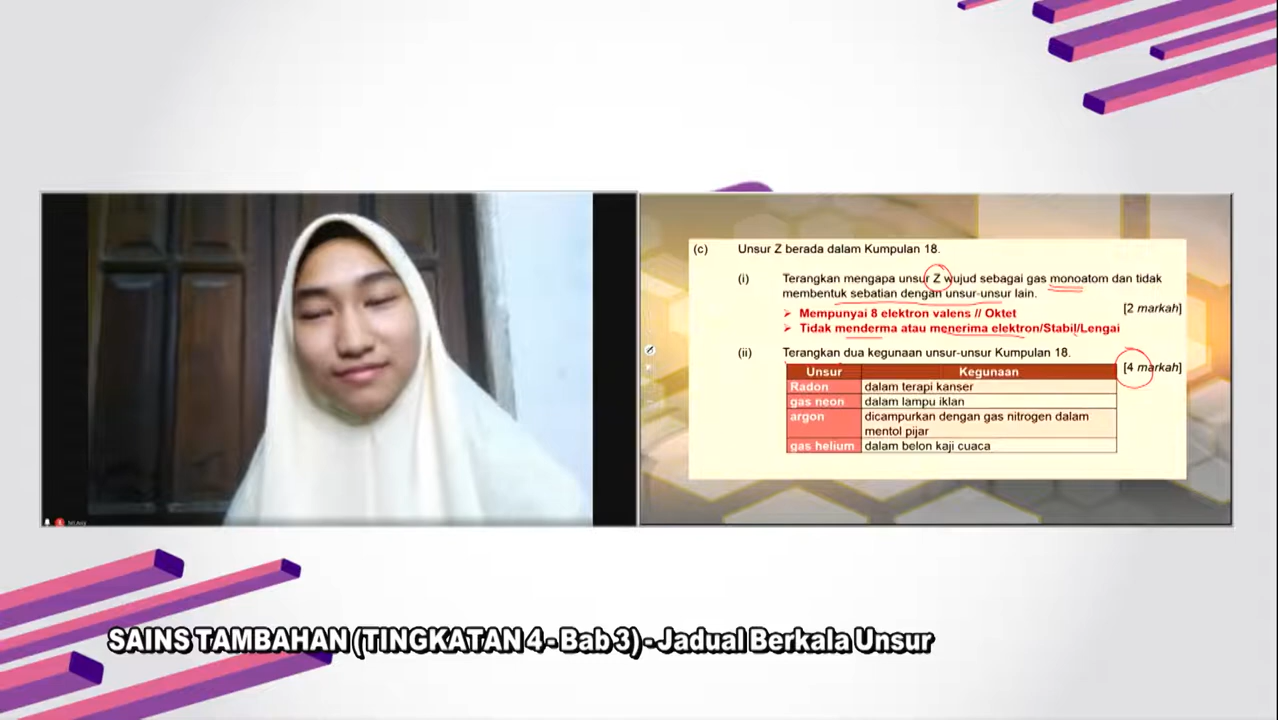 (c) Unsur Z berada dalam Kumpulan 18.
(i) Terangkan mengapa unsur Z wujud sebagai gas monoatom dan tidak
membentuk sebatian dengan unsur-unsur lain.
[2 markah]
➢ Mempunyai 8 elektron valens // Oktet
➢ Tidak menderma atau menerima elektron/Stabil/Lengai
(ii) Terangkan dua kegunaan unsur-unsur Kumpulan 18.
[4 markah]
Unsur Kegunaan
Radon dalam terapi kanser
gas neon dalam lampu iklan
argon dicampurkan dengan gas nitrogen dalam
mentol pijar
gas helium dalam belon kaji cuaca
SAINS TAMBAHAN (TINGKATAN 4 - Bab 3) - Jadual Berkala Unsur